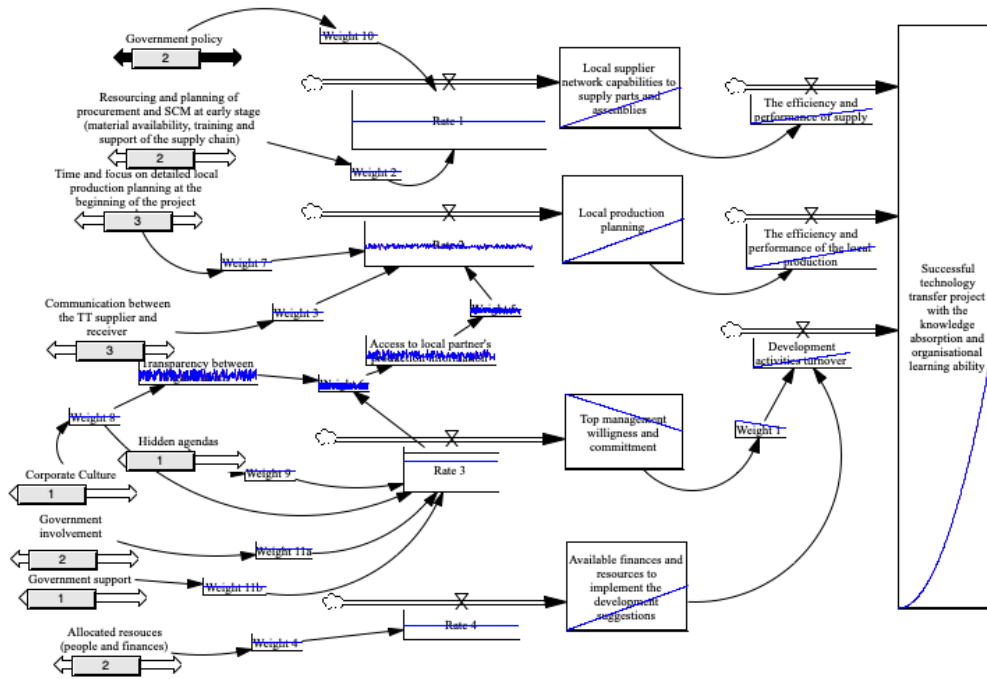 Government policy
2
Weight 10
Resourcing and planning of
procurement and SCM at early stage
(material availability, training and
support of the supply chain)
2
Weight 2
Rate 1
Local supplier
network capabilities to
supply parts and
assemblies
The efficiency and
performance of supply
Time and focus on detailed local
production planning at the
beginning of the project
3
Weight 7
Rate 2
Local production
planning
The efficiency and
performance of the local
production
Communication between
the TT supplier and
receiver
3
Weight 3
Weight 5
Access to local partner's
Transparency between
Weight 6
Development
activities turnover
Successful
technology
transfer project
with the
knowledge
absorption and
organisational
learning ability
Weight 8
Hidden agendas
1
Weight 9
Rate 3
Top management
willigness and
committment
Weight 1
Corporate Culture
1
Government
involvement
2
Weight 11a
Government support
1
Weight 11b
Available finances and
resources to
implement the
development
suggestions
Allocated resouces
(people and finances)
2
Weight 4
Rate 4